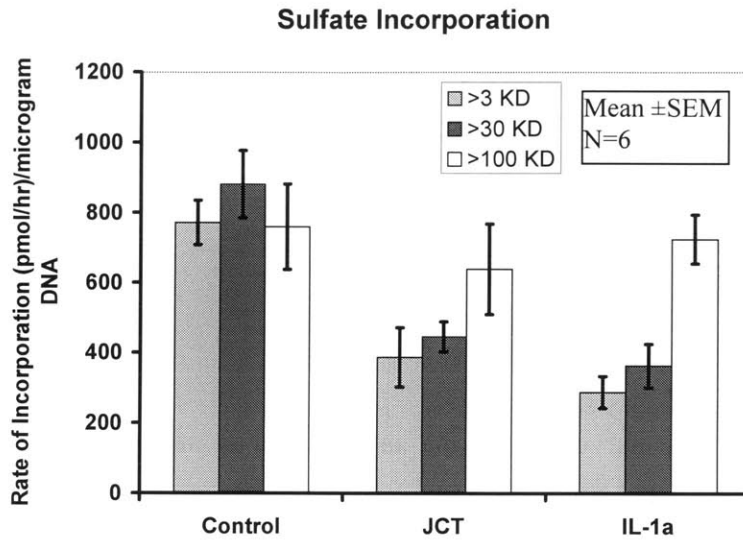 Sulfate Incorporation
Rate of Incorporation (pmol/hr)/microgram
DNA
1200
1000
800
600
400
200
0
>3 KD
>30 KD
>100 KD
Mean ±SEM
N=6
Control
JCT
IL-1a